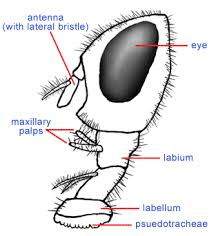 antenna
(with lateral bristle)
eye
maxillary
palps
labium
labellum
psuedotracheae